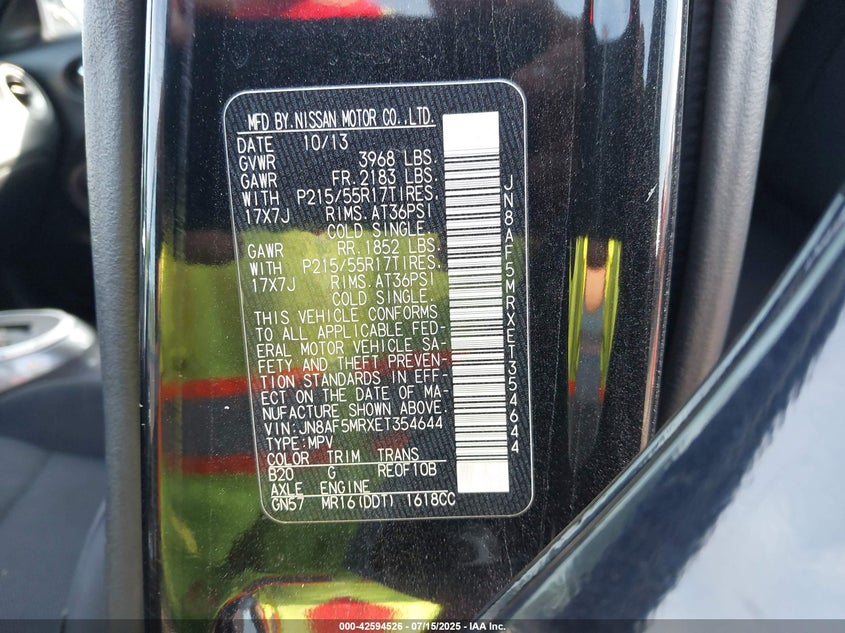 MFD BY.NISSAN MOTOR CO.,LTD.
DATE 10/13
GVWR 3968 LBS.
GAWR FR.2183 LBS.
WITH P215/55R17TIRES.
17X7J RIMS.AT36PSI
COLD SINGLE.
GAWR RR.1852 LBS.
WITH P215/55R17TIRES.
17X7J RIMS.AT36PSI
COLD SINGLE.
THIS VEHICLE CONFORMS
TO ALL APPLICABLE FED-
ERAL MOTOR VEHICLE SA-
FETY AND THEFT PREVEN-
TION STANDARDS IN EFF-
ECT ON THE DATE OF MA-
NUFACTURE SHOWN ABOVE.
VIN:JN8AF5MRXET354644
TYPE:MPV
COLOR TRIM TRANS
B20 G RE0F10B
AXLE ENGINE
GN57 MR16(DDT) 1618CC
JN8AF5MRXET354644
000-42594526 - 07/15/2025 - IAA Inc.